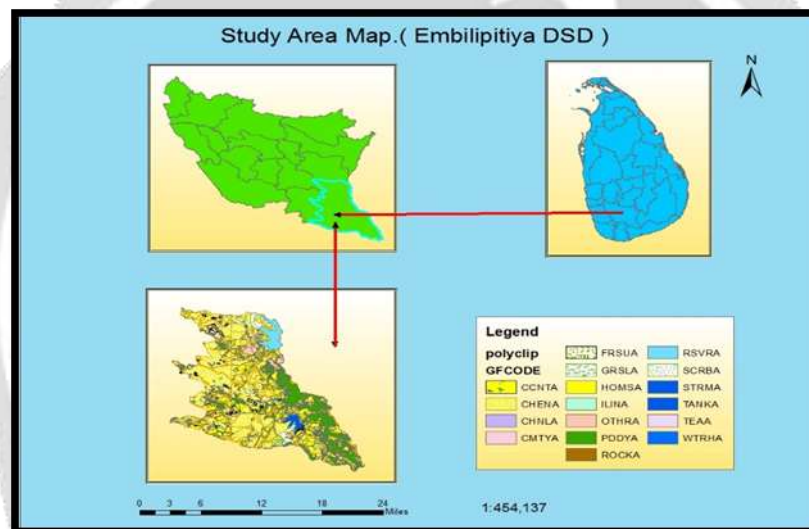 Study Area Map.( Embilipitiya DSD )
N
Legend
polyclip
GFCODE
CCNTA
CHENA
CHNLA
CMTYA
FRSUA
GRSLA
HOMSA
ILINA
OTHRA
PDDYA
ROCKA
RSVRA
SCRBA
STRMA
TANKA
TEAA
WTRHA
0 3 6 12 18 24
Miles
1:454,137